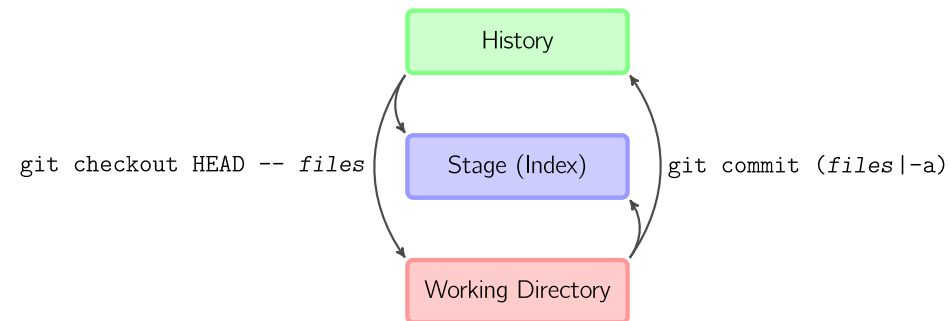 History
git checkout HEAD -- files
Stage (Index)
git commit (files|-a)
Working Directory